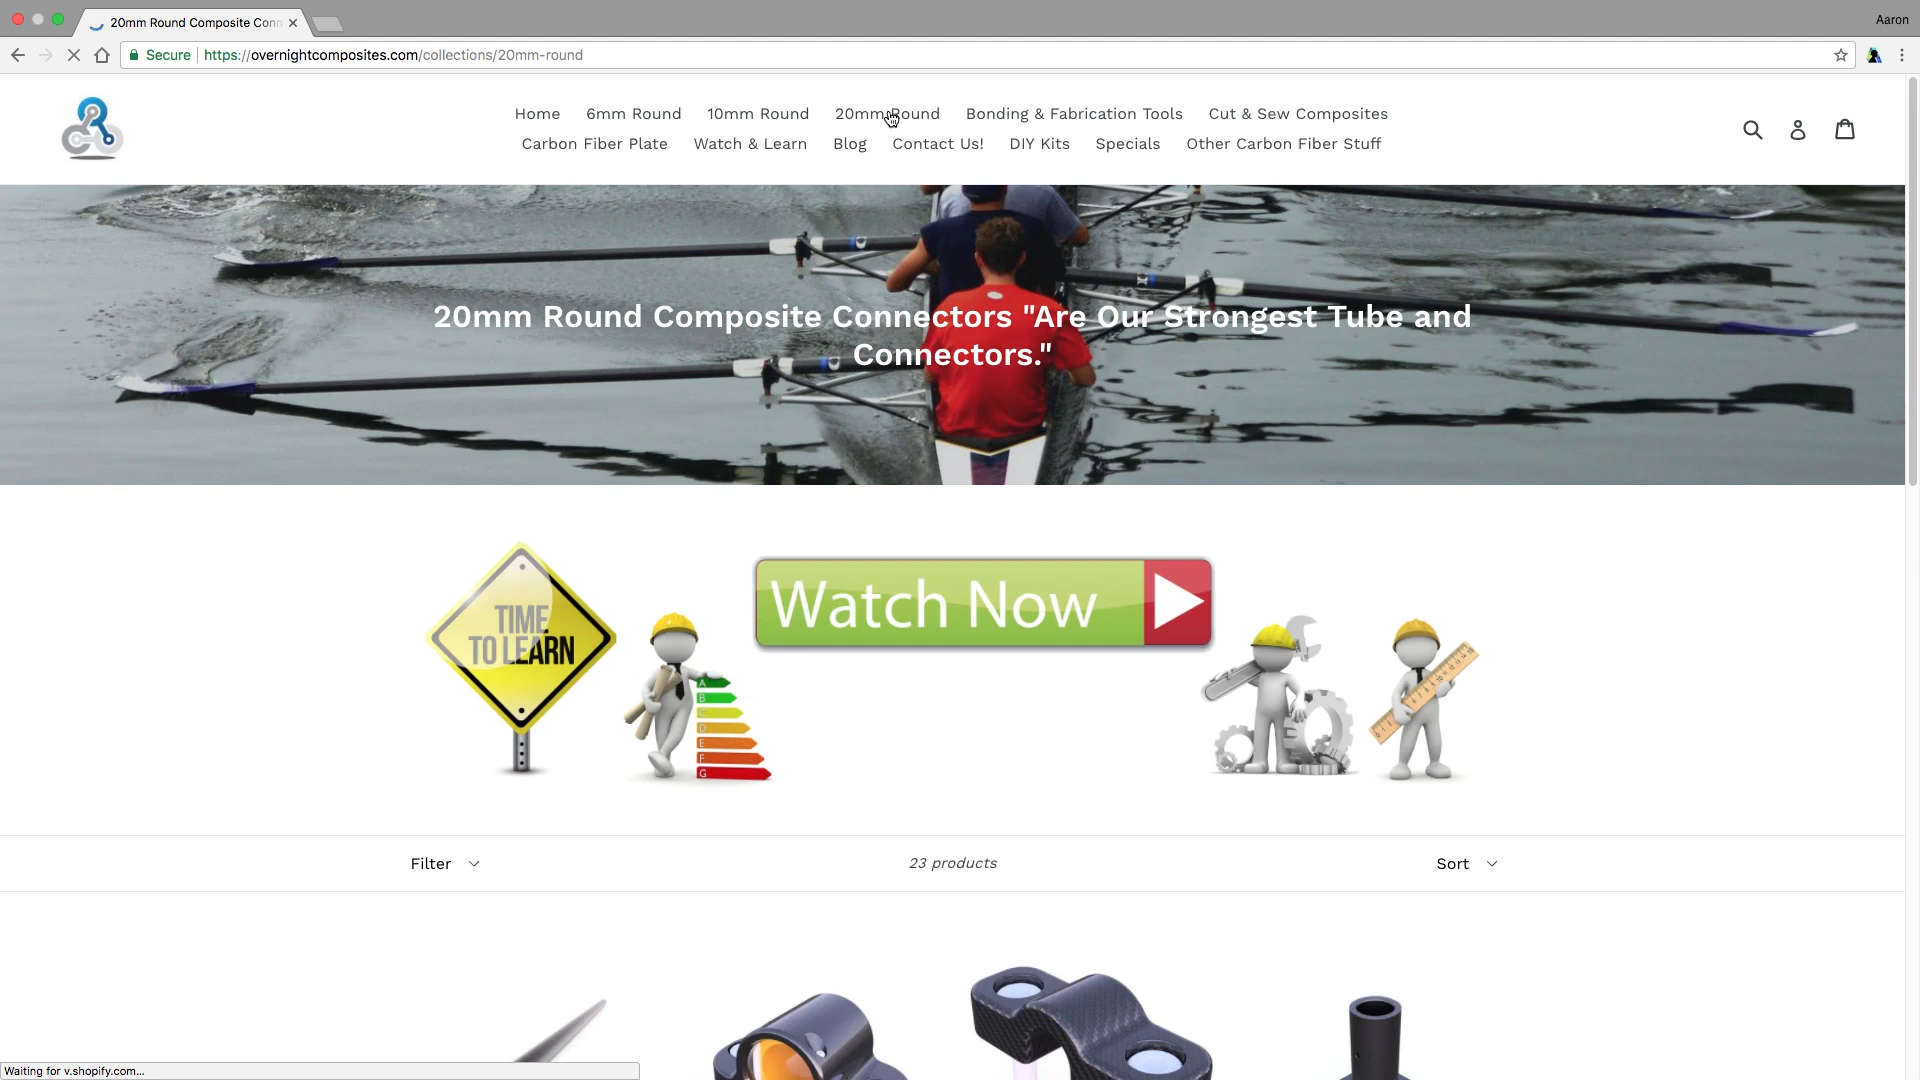 20mm Round Composite Conn
Aaron
Secure
https://overnightcomposites.com/collections/20mm-round
Home 6mm Round 10mm Round 20mm Round Bonding & Fabrication Tools Cut & Sew Composites
Carbon Fiber Plate Watch & Learn Blog Contact Us! DIY Kits Specials Other Carbon Fiber Stuff
20mm Round Composite Connectors "Are Our Strongest Tube and
Connectors."
TIME
TO LEARN
Watch Now
A
B
D
E
F
G
Filter
23 products
Sort
Waiting for v.shopify.com...